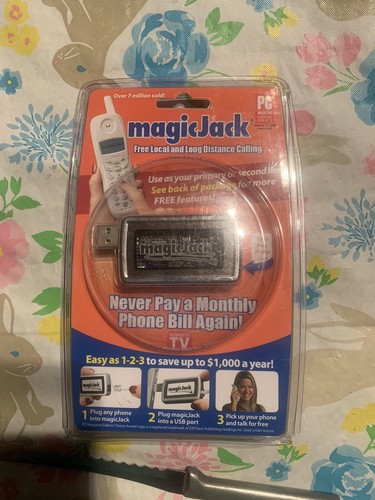 Over 7 million sold!
PC
magicJack
Free Local and Long Distance Calling
Use as your primary or second line
See back of package for more
FREE features!
magicJack
Never Pay a Monthly
Phone Bill Again!
TV
Easy as 1-2-3 to save up to $1,000 a year!
magicJack
magicJack
1 Plug any phone
into magicJack
2 Plug magicJack
into a USB port
3 Pick up your phone
and talk for free